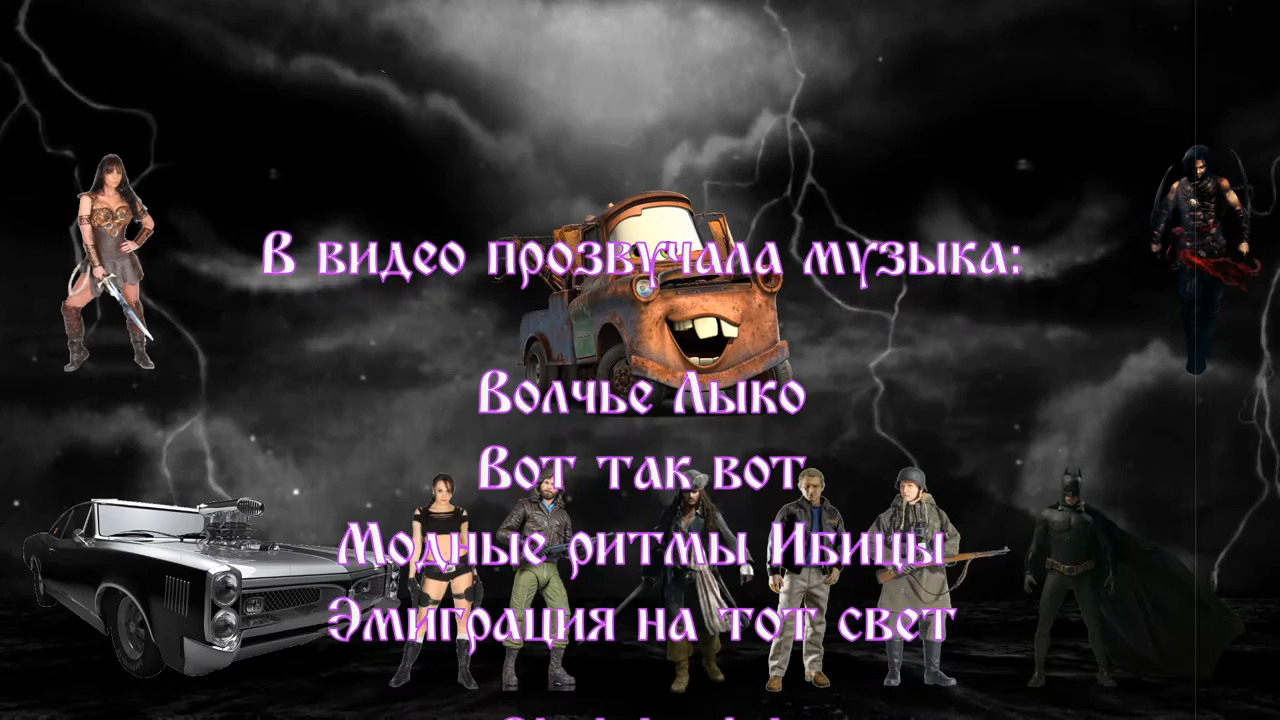 В видео прозвучала музыка:
Волчье Лыко
Вот так вот
Модные ритмы Ибицы
Эмиграция на тот свет